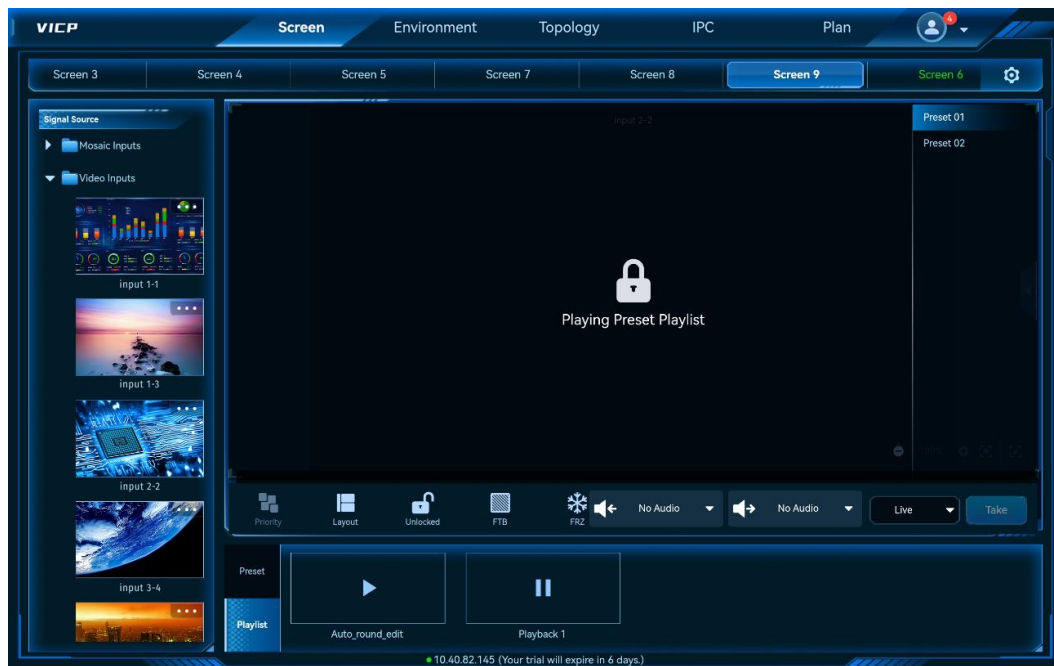 VICP
Screen
Environment
Topology
IPC
Plan
4
Screen 3
Screen 4
Screen 5
Screen 7
Screen 8
Screen 9
Screen 6
Signal Source
Mosaic Inputs
Video Inputs
input 1-1
input 1-3
input 2-2
input 3-4
input 2-2
Preset 01
Preset 02
Playing Preset Playlist
Priority
Layout
Unlocked
FTB
FRZ
No Audio
No Audio
Live
Take
Preset
Playlist
Auto_round_edit
Playback 1
10.40.82.145 (Your trial will expire in 6 days.)